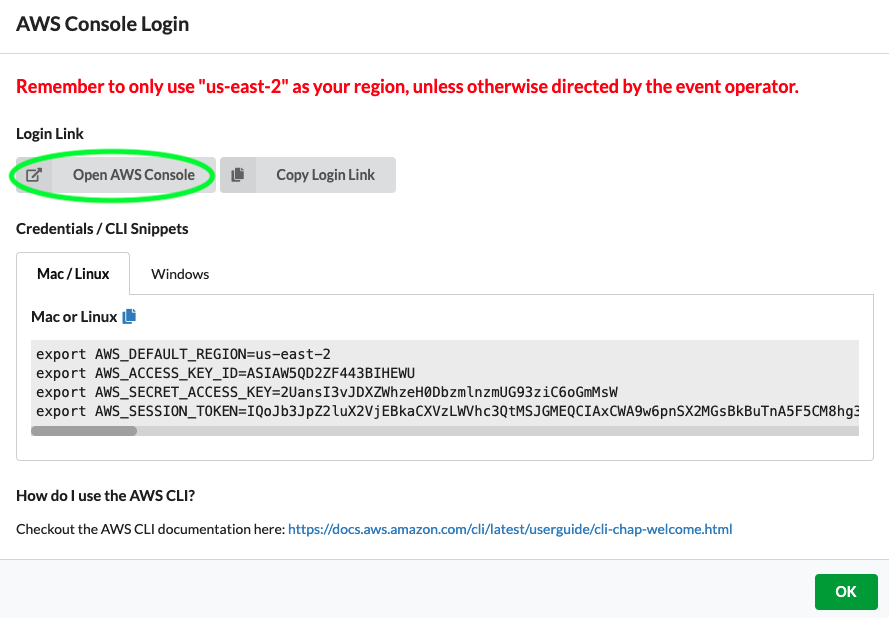 AWS Console Login
Remember to only use "us-east-2" as your region, unless otherwise directed by the event operator.
Login Link
Open AWS Console
Copy Login Link
Credentials / CLI Snippets
Mac / Linux
Windows
Mac or Linux
export AWS_DEFAULT_REGION=us-east-2
export AWS_ACCESS_KEY_ID=ASIAW5QD2ZF443BIHEWU
export AWS_SECRET_ACCESS_KEY=2UansI3vJDXZWhzeH0DbzmlnzmUG93ziC6oGmMsW
export AWS_SESSION_TOKEN=IQoJb3JpZ2luX2VjEBkaCXVzLWVhc3QtMSJGMEQCIAxCWA9w6pnSX2MGsBkBuTnA5F5CM8hg3
How do I use the AWS CLI?
Checkout the AWS CLI documentation here: https://docs.aws.amazon.com/cli/latest/userguide/cli-chap-welcome.html
OK